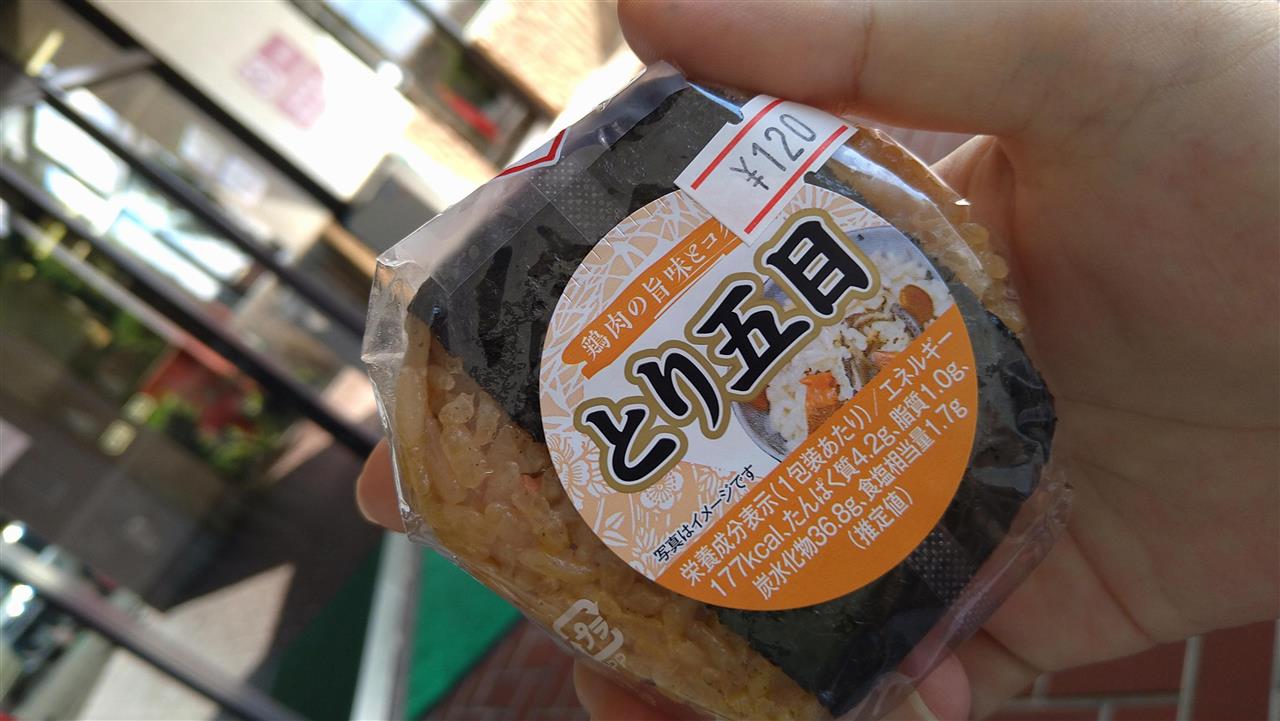 ¥120
鶏肉の旨味とコ
とり五目
写真はイメージです
栄養成分表示(1包装あたり)/エネルギー
177kcal、たんぱく質4.2g、脂質1.0g、
炭水化物36.8g、食塩相当量1.7g
(推定値)
プラ
PP